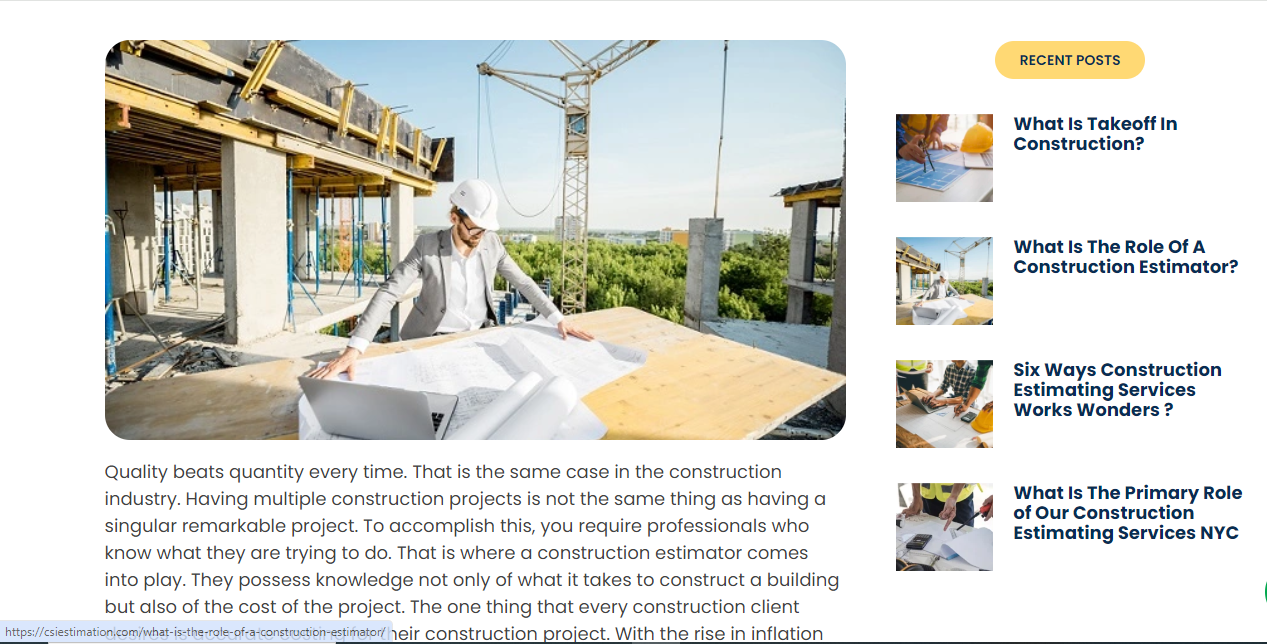 RECENT POSTS
What Is Takeoff In
Construction?
What Is The Role Of A
Construction Estimator?
Six Ways Construction
Estimating Services
Works Wonders ?
What Is The Primary Role
of Our Construction
Estimating Services NYC
Quality beats quantity every time. That is the same case in the construction
industry. Having multiple construction projects is not the same thing as having a
singular remarkable project. To accomplish this, you require professionals who
know what they are trying to do. That is where a construction estimator comes
into play. They possess knowledge not only of what it takes to construct a building
but also of the cost of the project. The one thing that every construction client
desires is accurate costing for their construction project. With the rise in inflation
https://csiestimation.com/what-is-the-role-of-a-construction-estimator/